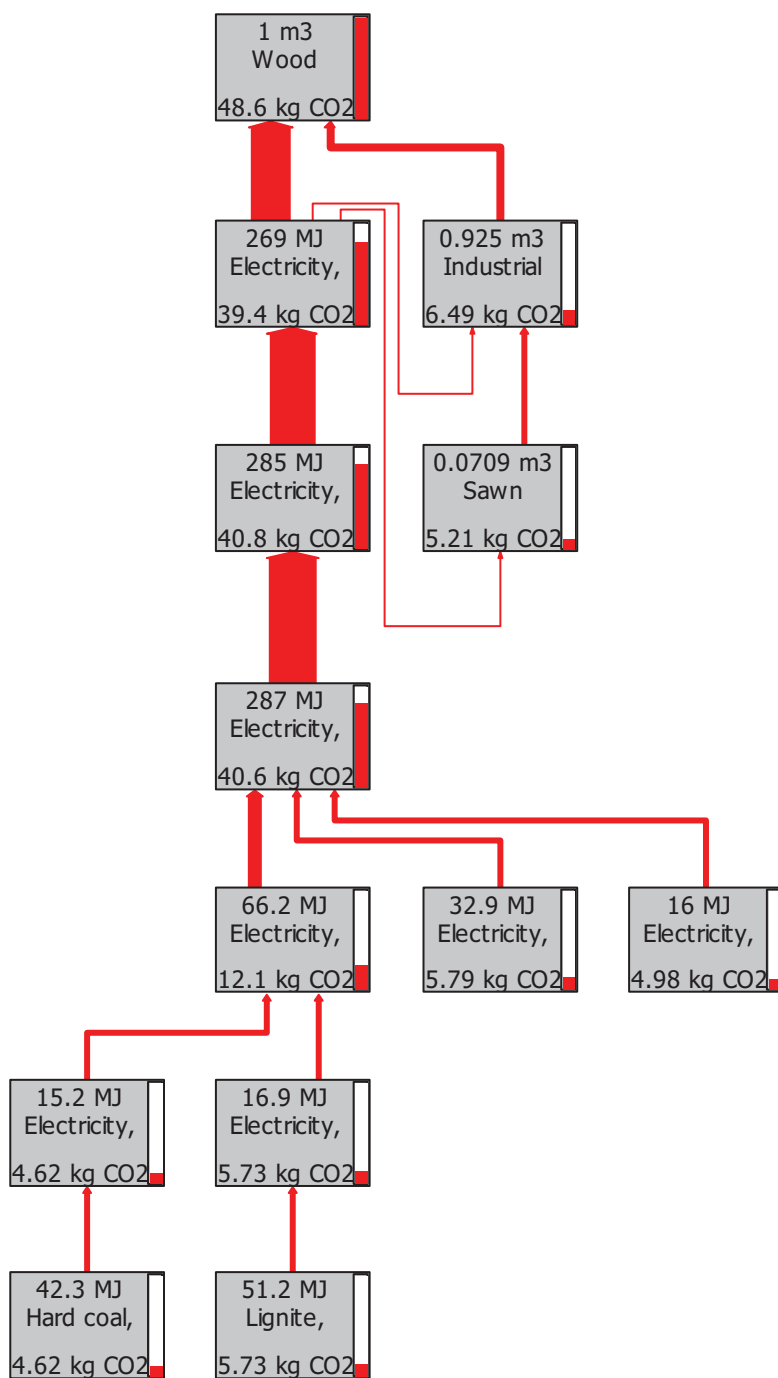 1 m3
Wood
48.6 kg CO2
269 MJ
Electricity,
39.4 kg CO2
0.925 m3
Industrial
6.49 kg CO2
285 MJ
Electricity,
40.8 kg CO2
0.0709 m3
Sawn
5.21 kg CO2
287 MJ
Electricity,
40.6 kg CO2
66.2 MJ
Electricity,
12.1 kg CO2
32.9 MJ
Electricity,
5.79 kg CO2
16 MJ
Electricity,
4.98 kg CO2
15.2 MJ
Electricity,
4.62 kg CO2
16.9 MJ
Electricity,
5.73 kg CO2
42.3 MJ
Hard coal,
4.62 kg CO2
51.2 MJ
Lignite,
5.73 kg CO2